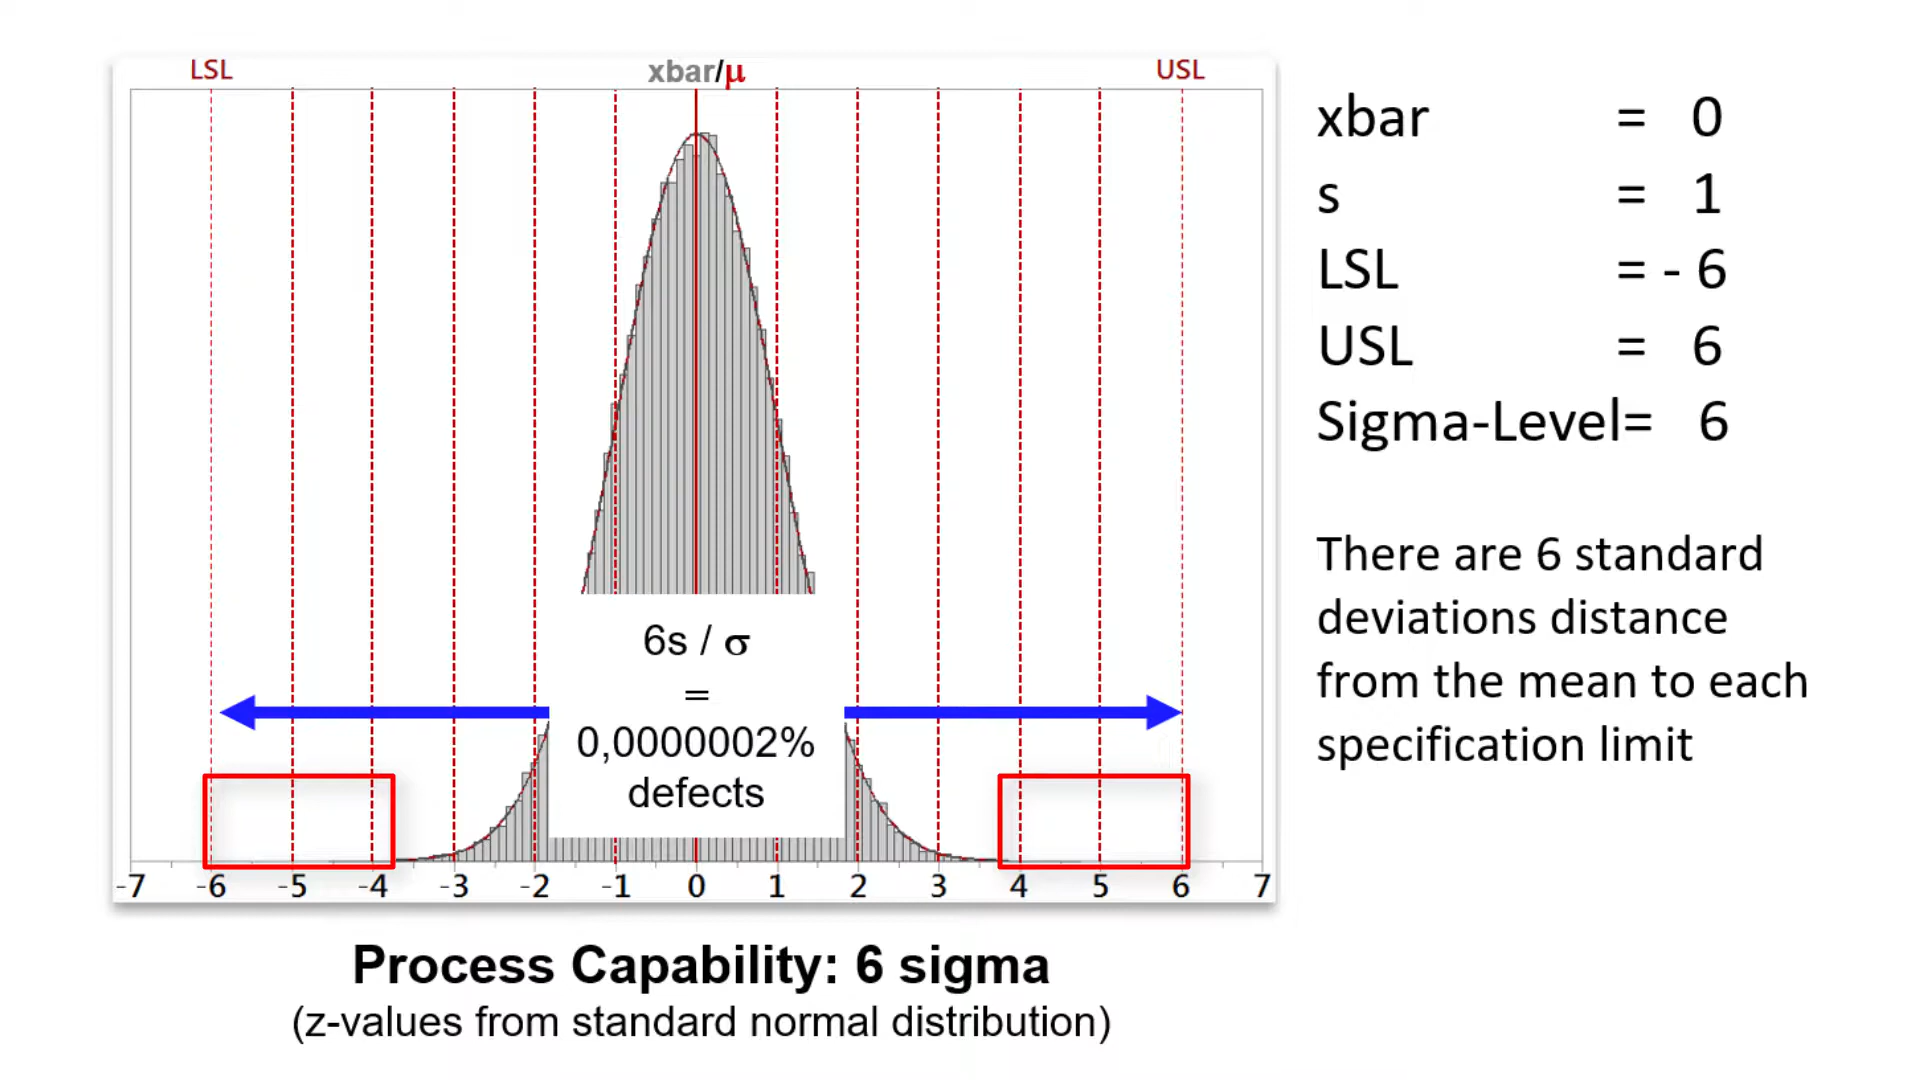 LSL
xbar/μ
USL
6s / σ
=
0,0000002%
defects
-7 -6 -5 -4 -3 -2 -1 0 1 2 3 4 5 6 7
Process Capability: 6 sigma
(z-values from standard normal distribution)
xbar = 0
s = 1
LSL = - 6
USL = 6
Sigma-Level= 6
There are 6 standard
deviations distance
from the mean to each
specification limit